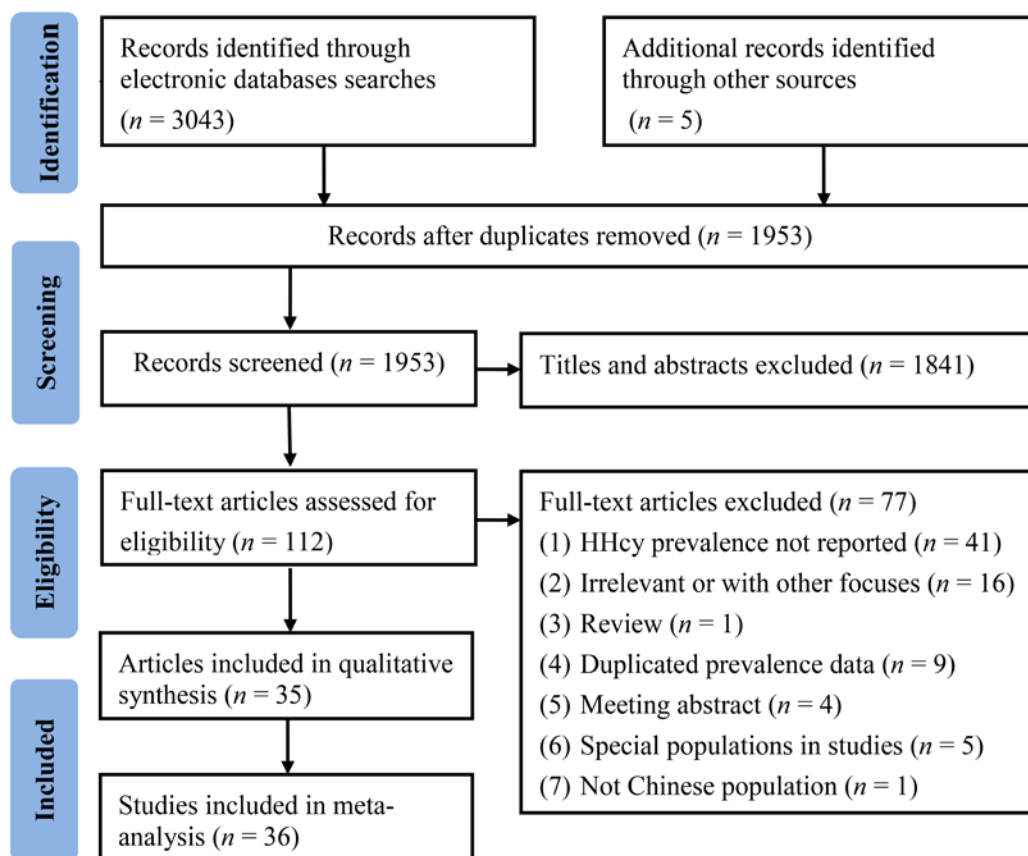 Identification
Records identified through
electronic databases searches
(n = 3043)
Additional records identified
through other sources
(n = 5)
Records after duplicates removed (n = 1953)
Screening
Records screened (n = 1953)
Titles and abstracts excluded (n = 1841)
Eligibility
Full-text articles assessed for
eligibility (n = 112)
Full-text articles excluded (n = 77)
(1) HHcy prevalence not reported (n = 41)
(2) Irrelevant or with other focuses (n = 16)
(3) Review (n = 1)
(4) Duplicated prevalence data (n = 9)
(5) Meeting abstract (n = 4)
(6) Special populations in studies (n = 5)
(7) Not Chinese population (n = 1)
Included
Articles included in qualitative
synthesis (n = 35)
Studies included in meta-
analysis (n = 36)